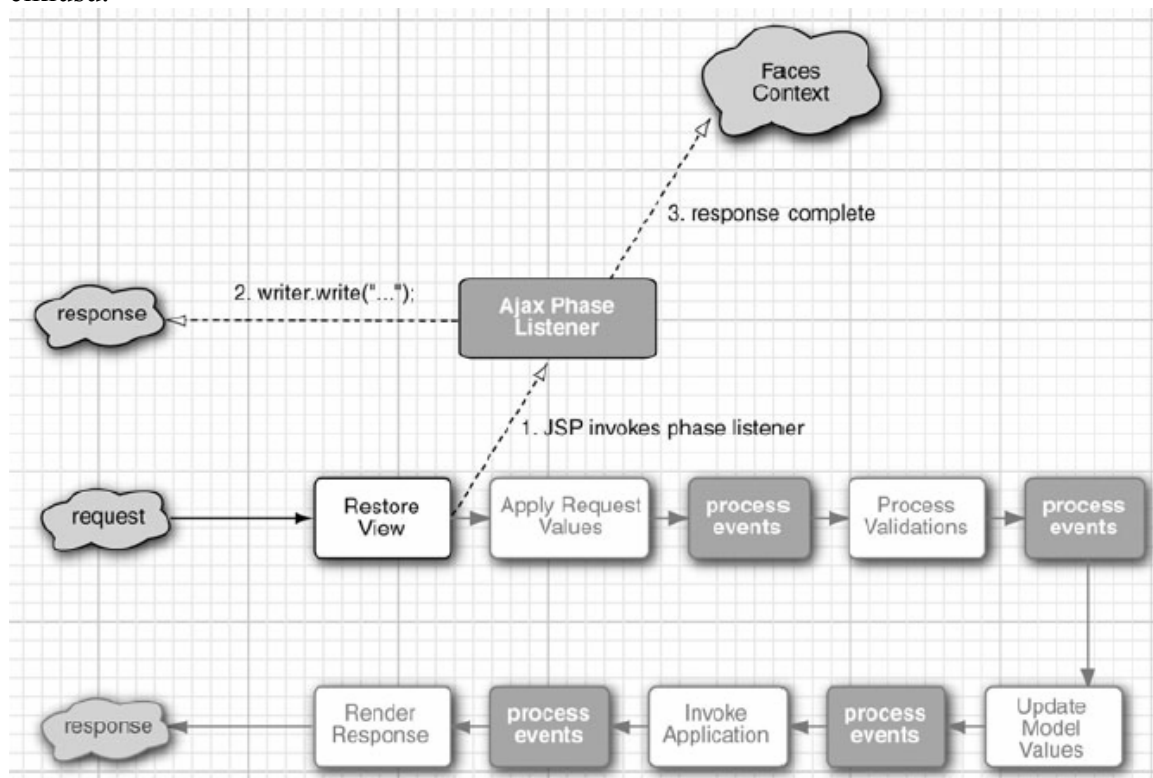 Faces
Context
3. response complete
2. writer.write("...");
response
Ajax Phase
Listener
1. JSP invokes phase listener
request
Restore
View
Apply Request
Values
process
events
Process
Validations
process
events
response
Render
Response
process
events
Invoke
Application
process
events
Update
Model
Values